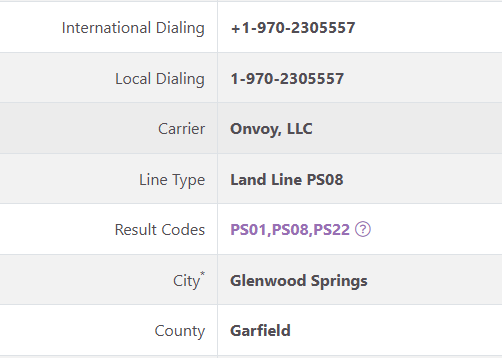 International Dialing +1-970-2305557
Local Dialing 1-970-2305557
Carrier Onvoy, LLC
Line Type Land Line PS08
Result Codes PS01,PS08,PS22 ?
City* Glenwood Springs
County Garfield